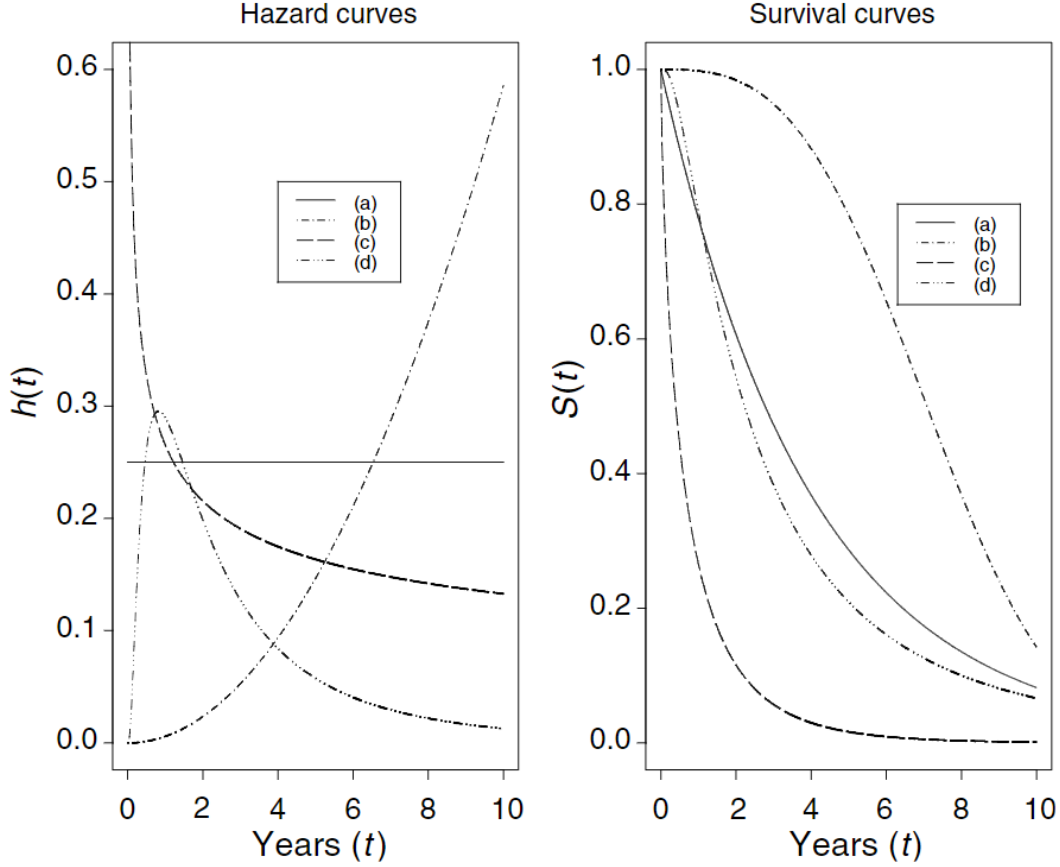 Hazard curves
0.6
0.5
0.4
0.3
0.2
0.1
0.0
h(t)
(a)
(b)
(c)
(d)
0 2 4 6 8 10
Years (t)
Survival curves
1.0
0.8
0.6
0.4
0.2
0.0
S(t)
(a)
(b)
(c)
(d)
0 2 4 6 8 10
Years (t)